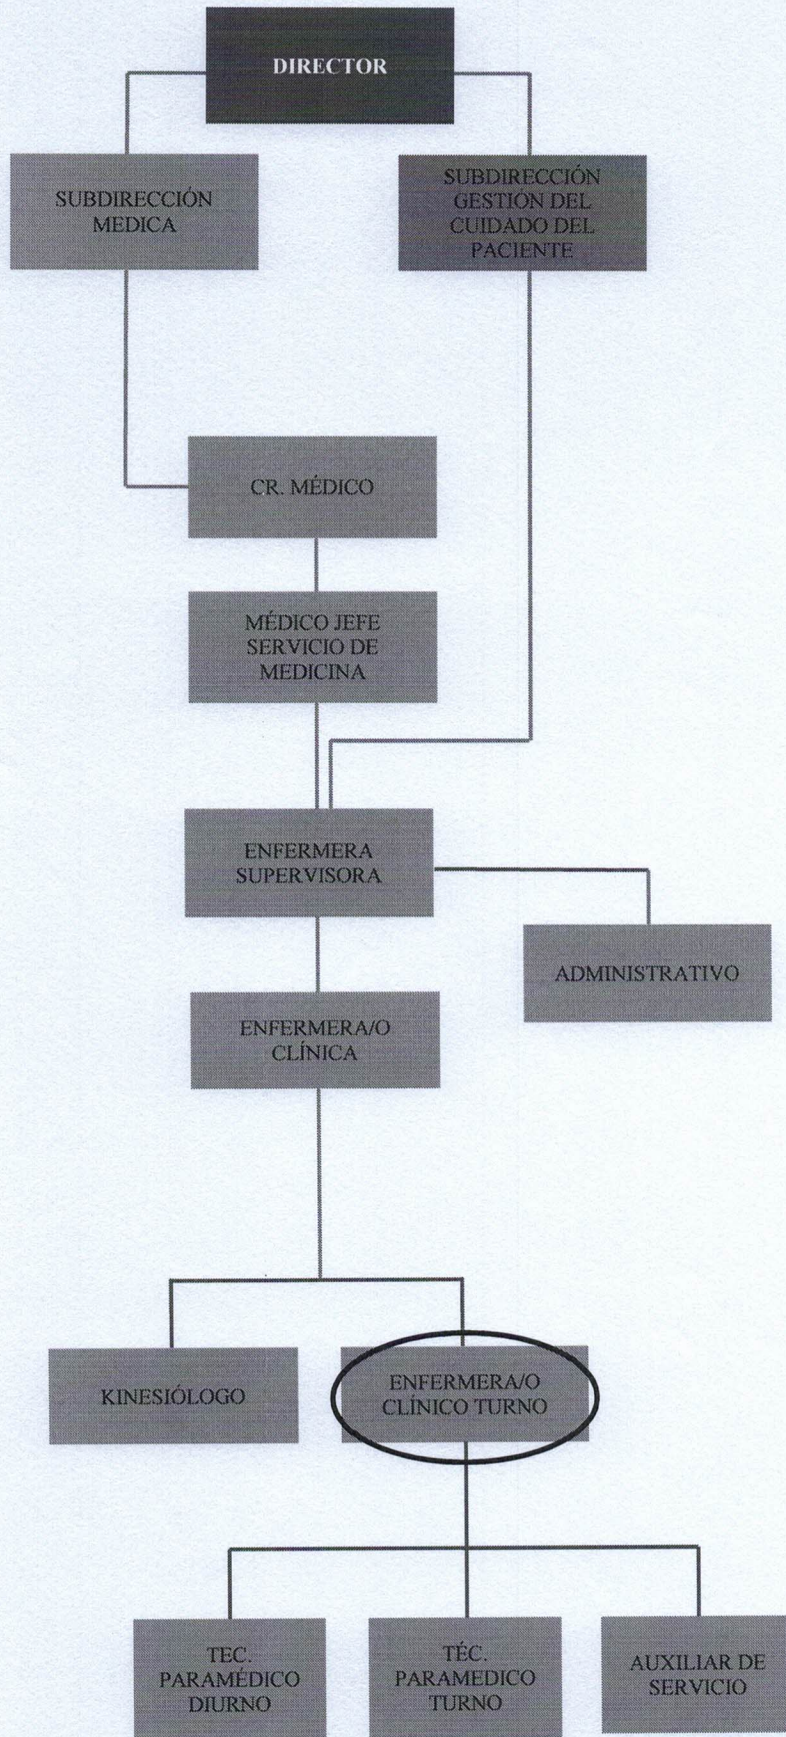 DIRECTOR
SUBDIRECCIÓN
MEDICA
SUBDIRECCIÓN
GESTIÓN DEL
CUIDADO DEL
PACIENTE
CR. MÉDICO
MÉDICO JEFE
SERVICIO DE
MEDICINA
ENFERMERA
SUPERVISORA
ADMINISTRATIVO
ENFERMERA/O
CLÍNICA
KINESIÓLOGO
ENFERMERA/O
CLÍNICO TURNO
TEC.
PARAMÉDICO
DIURNO
TÉC.
PARAMEDICO
TURNO
AUXILIAR DE
SERVICIO